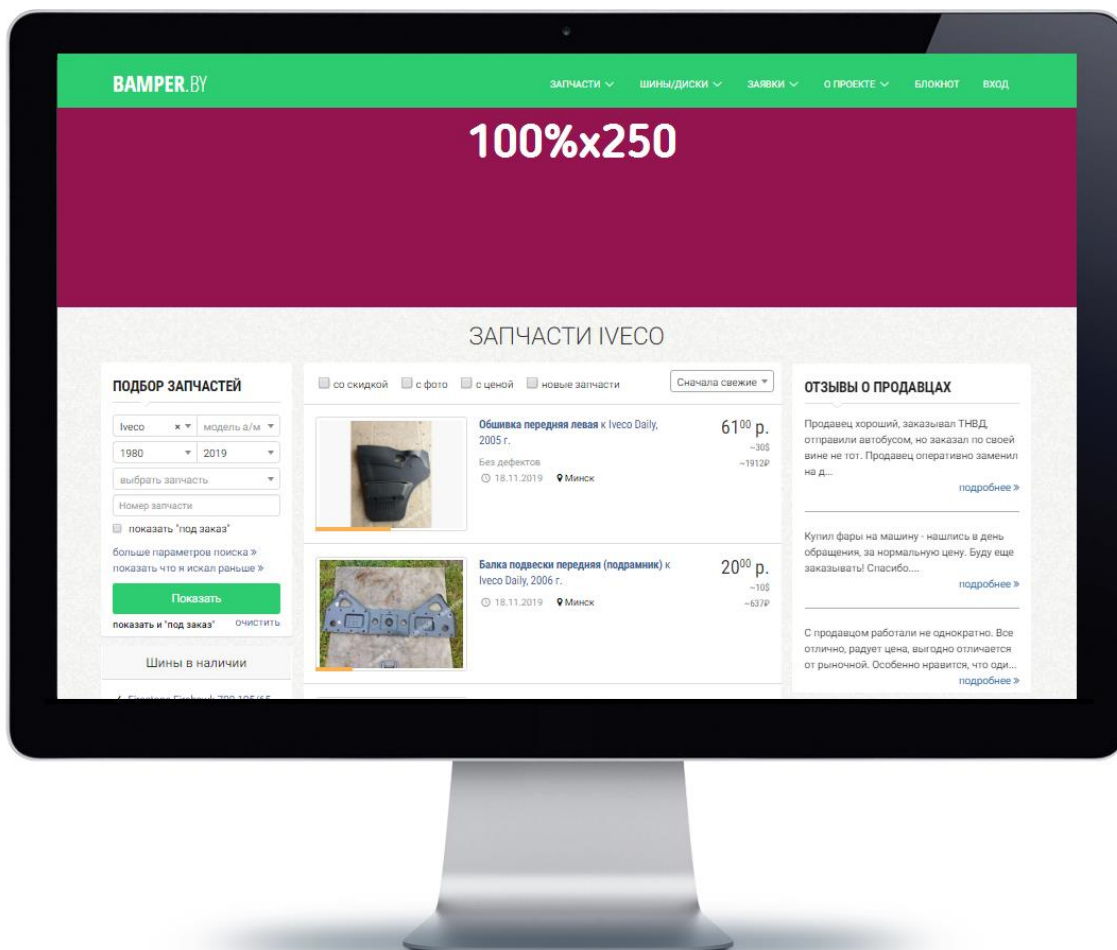 BAMPER.BY
ЗАПЧАСТИ
ШИНЫ/ДИСКИ
ЗАЯВКИ
О ПРОЕКТЕ
БЛОКНОТ
ВХОД
100%x250
ЗАПЧАСТИ IVECO
ПОДБОР ЗАПЧАСТЕЙ
Iveco × модель а/м
1980 2019
выбрать запчасть
Номер запчасти
показать "под заказ"
больше параметров поиска »
показать что я искал раньше »
Показать
показать и "под заказ" очистить
Шины в наличии
со скидкой с фото с ценой новые запчасти
Сначала свежие
Обшивка передняя левая к Iveco Daily,
2005 г.
Без дефектов
18.11.2019 Минск
61⁰⁰ р.
~30$
~1912₽
Балка подвески передняя (подрамник) к
Iveco Daily, 2006 г.
18.11.2019 Минск
20⁰⁰ р.
~10$
~637₽
ОТЗЫВЫ О ПРОДАВЦАХ
Продавец хороший, заказывал ТНВД,
отправили автобусом, но заказал по своей
вине не тот. Продавец оперативно заменил
на д...
подробнее »
Купил фары на машину - нашлись в день
обращения, за нормальную цену. Буду еще
заказывать! Спасибо....
подробнее »
С продавцом работали не однократно. Все
отлично, радует цена, выгодно отличается
от рыночной. Особенно нравится, что оди...
подробнее »